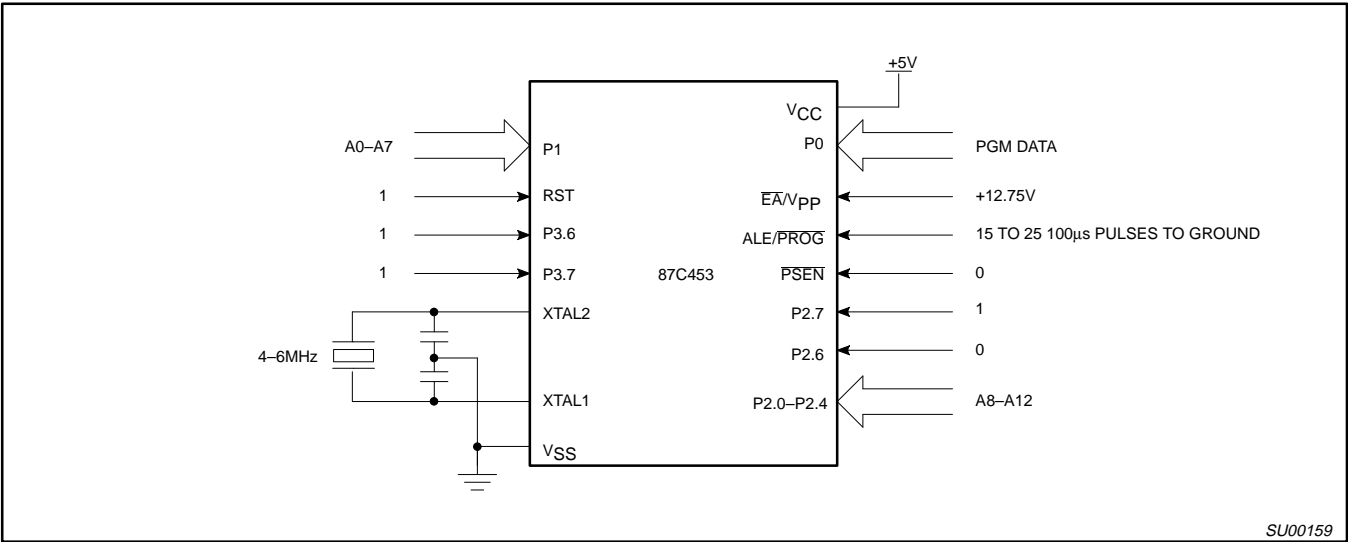 +5V
VCC
A0–A7
P1
P0
PGM DATA
1
RST
EA/VPP
+12.75V
1
P3.6
ALE/PROG
15 TO 25 100μs PULSES TO GROUND
1
P3.7
87C453
PSEN
0
XTAL2
P2.7
1
4–6MHz
P2.6
0
XTAL1
P2.0–P2.4
A8–A12
VSS
SU00159